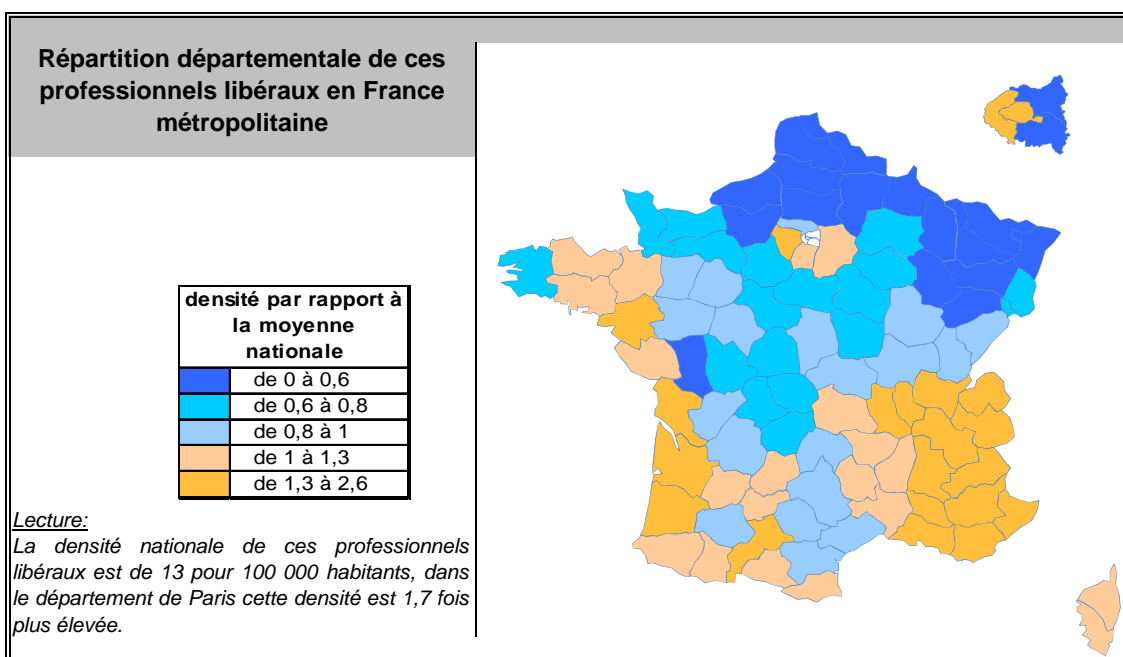 Répartition départementale de ces
professionnels libéraux en France
métropolitaine
densité par rapport à
la moyenne
nationale
de 0 à 0,6
de 0,6 à 0,8
de 0,8 à 1
de 1 à 1,3
de 1,3 à 2,6
Lecture:
La densité nationale de ces professionnels
libéraux est de 13 pour 100 000 habitants, dans
le département de Paris cette densité est 1,7 fois
plus élevée.